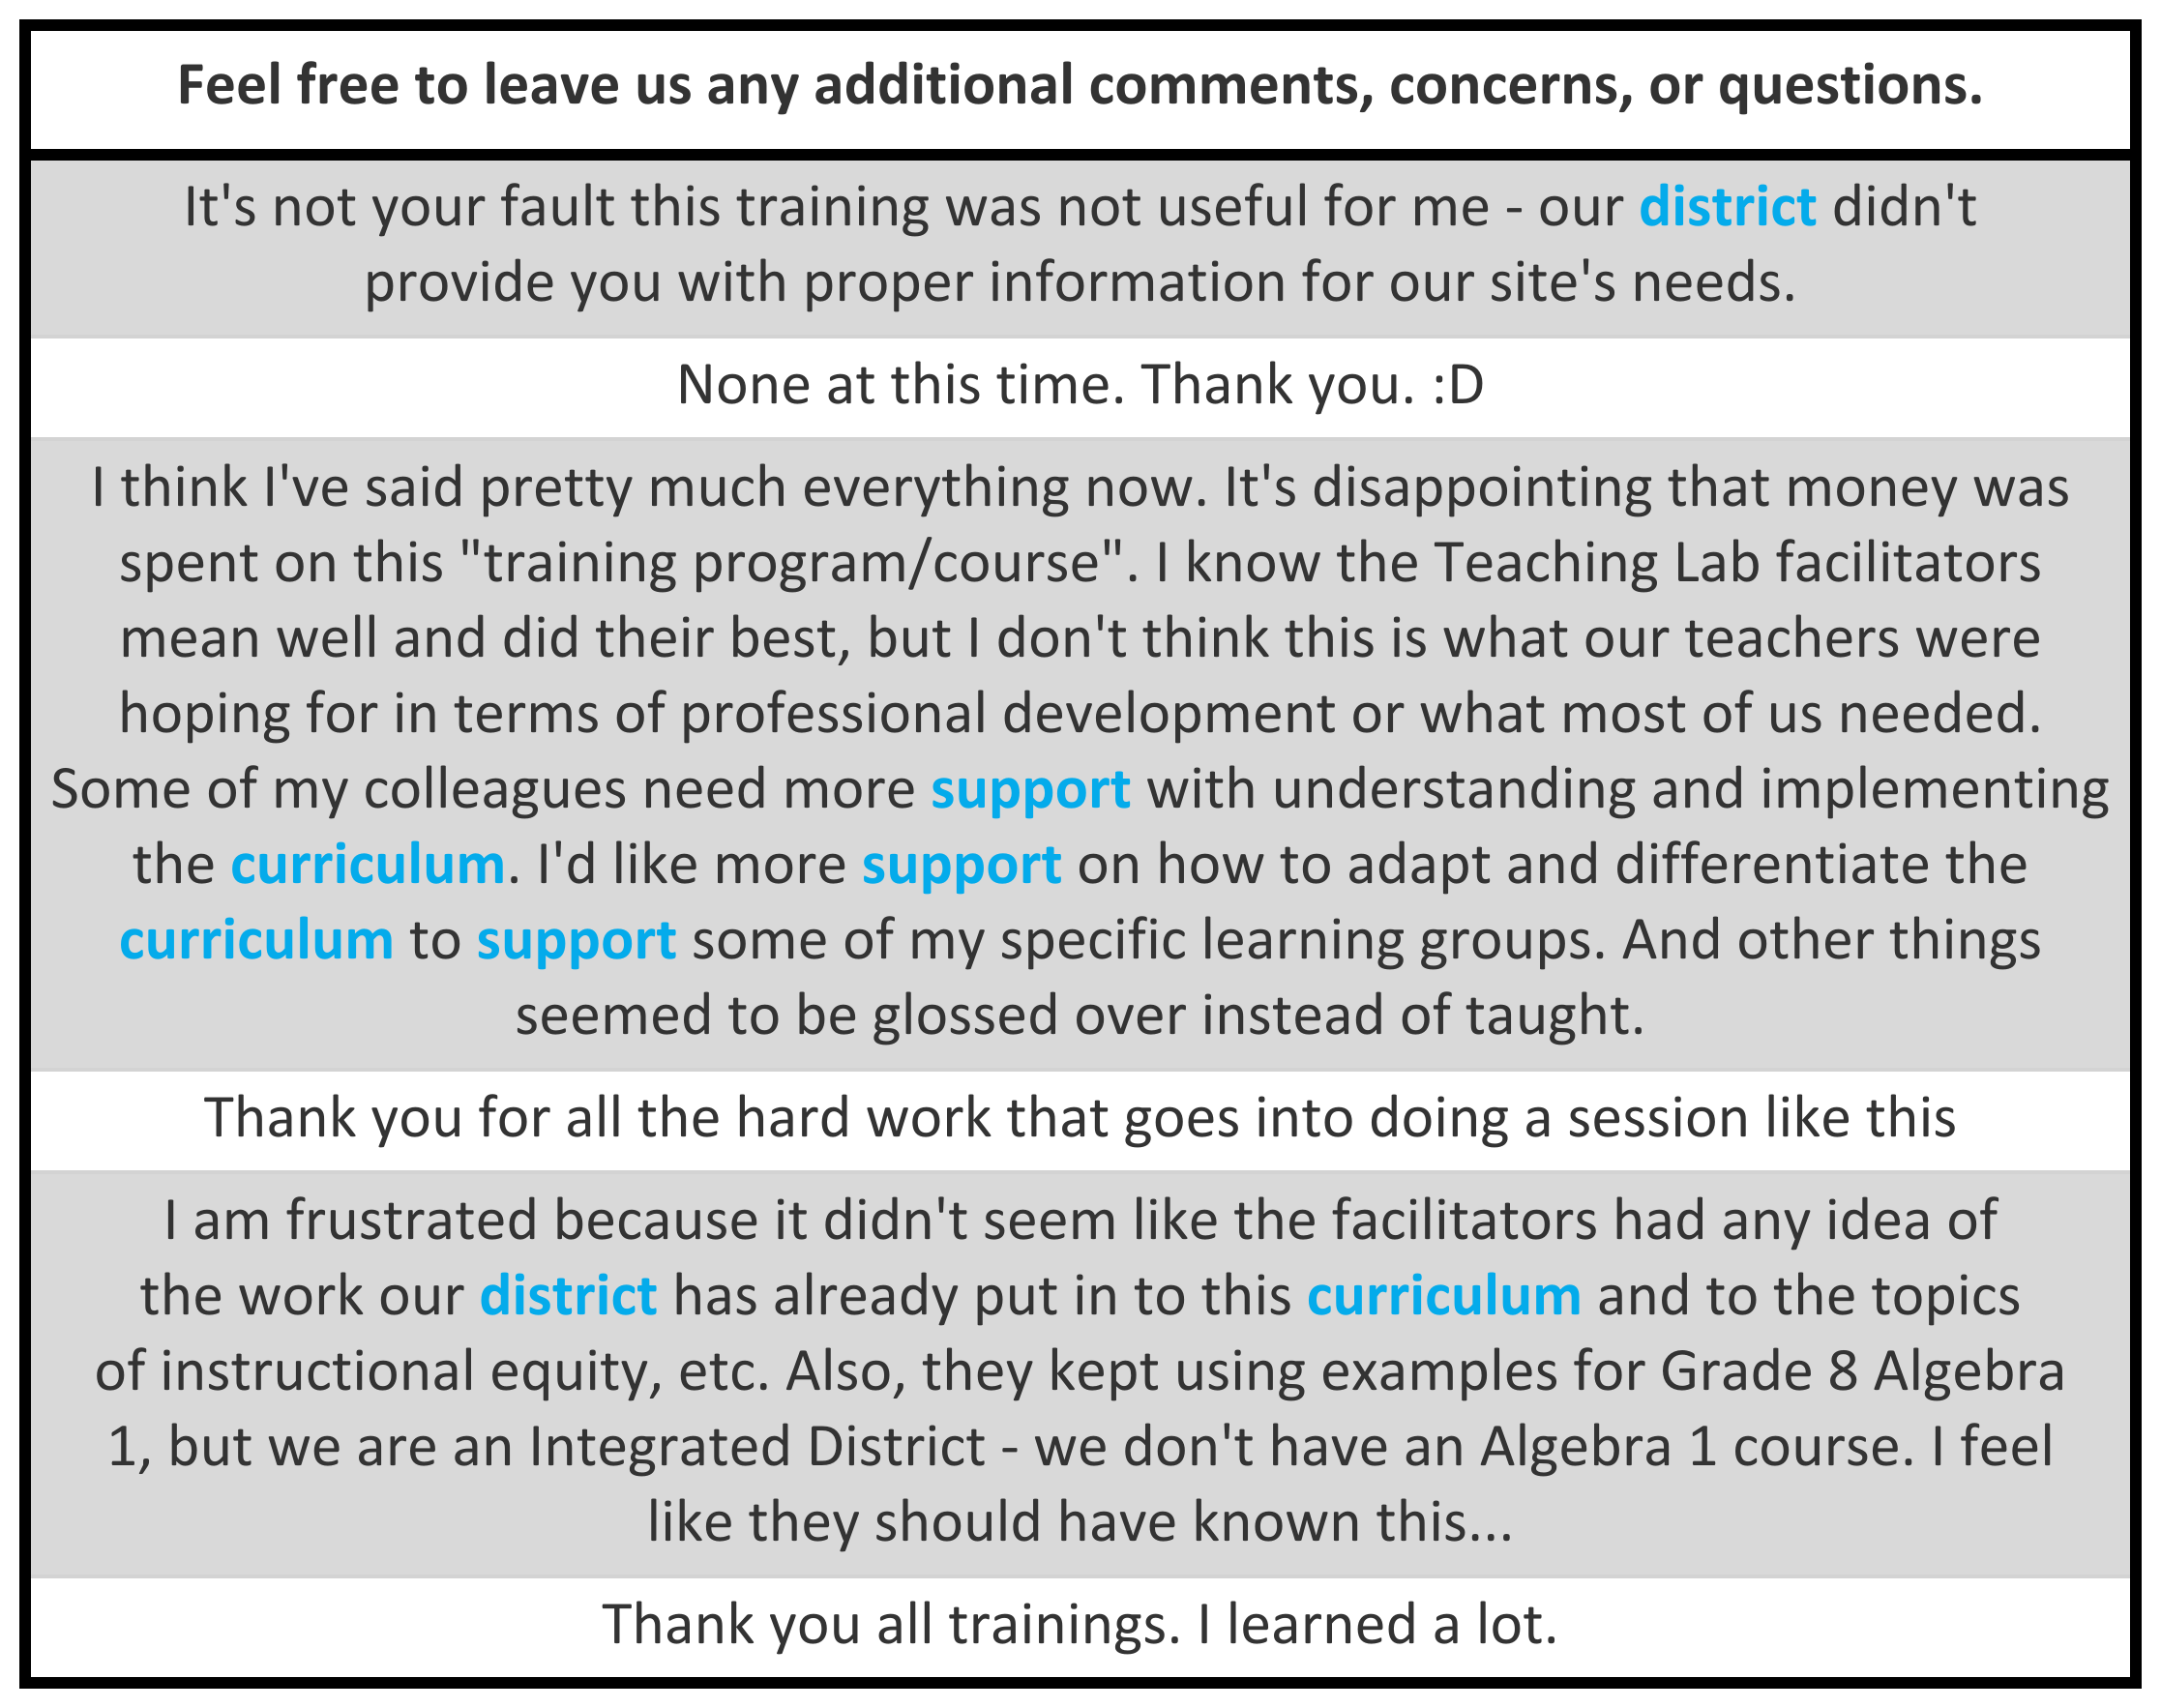 Feel free to leave us any additional comments, concerns, or questions.
It's not your fault this training was not useful for me - our district didn't
provide you with proper information for our site's needs.
None at this time. Thank you. :D
I think I've said pretty much everything now. It's disappointing that money was
spent on this "training program/course". I know the Teaching Lab facilitators
mean well and did their best, but I don't think this is what our teachers were
hoping for in terms of professional development or what most of us needed.
Some of my colleagues need more support with understanding and implementing
the curriculum. I'd like more support on how to adapt and differentiate the
curriculum to support some of my specific learning groups. And other things
seemed to be glossed over instead of taught.
Thank you for all the hard work that goes into doing a session like this
I am frustrated because it didn't seem like the facilitators had any idea of
the work our district has already put in to this curriculum and to the topics
of instructional equity, etc. Also, they kept using examples for Grade 8 Algebra
1, but we are an Integrated District - we don't have an Algebra 1 course. I feel
like they should have known this...
Thank you all trainings. I learned a lot.